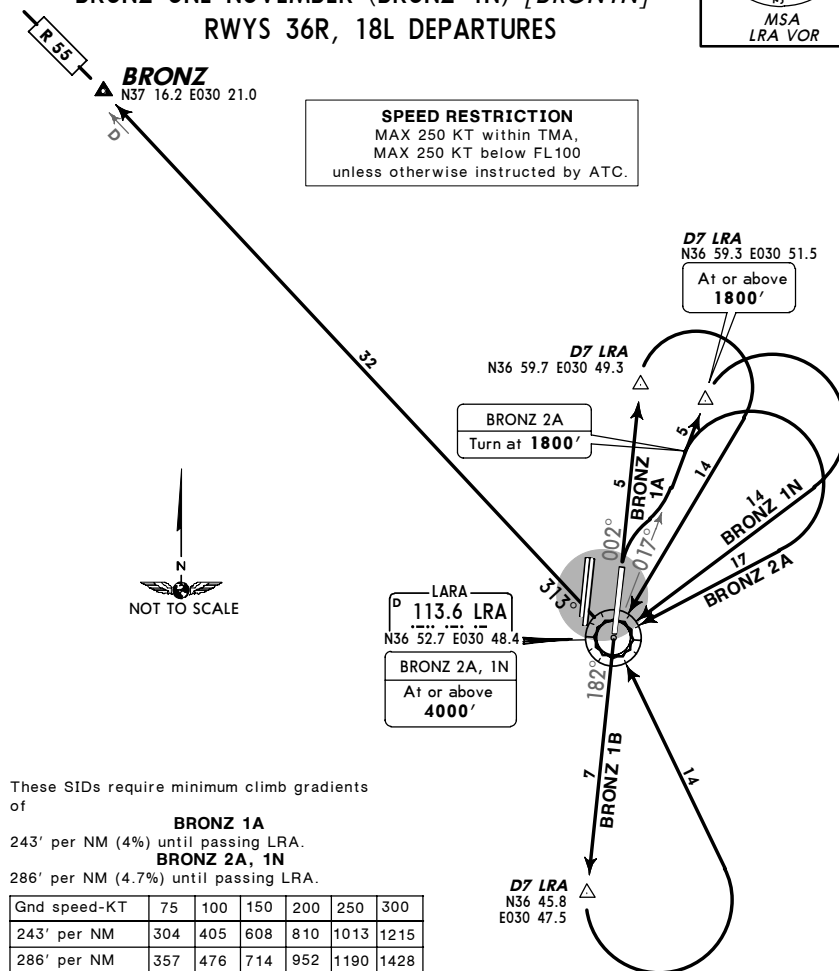 RWYS 36R, 18L DEPARTURES
MSA
LRA VOR
R 55
BRONZ
N37 16.2 E030 21.0
D
SPEED RESTRICTION
MAX 250 KT within TMA,
MAX 250 KT below FL100
unless otherwise instructed by ATC.
D7 LRA
N36 59.3 E030 51.5
At or above
1800'
32
D7 LRA
N36 59.7 E030 49.3
BRONZ 2A
Turn at 1800'
5
5
14
BRONZ
1A
14
BRONZ 1N
17
BRONZ 2A
002°
017°
N
NOT TO SCALE
313°
LARA
D 113.6 LRA
N36 52.7 E030 48.4
BRONZ 2A, 1N
At or above
4000'
182°
7
BRONZ 1B
14
These SIDs require minimum climb gradients
of
BRONZ 1A
243' per NM (4%) until passing LRA.
BRONZ 2A, 1N
286' per NM (4.7%) until passing LRA.
D7 LRA
N36 45.8
E030 47.5
Gnd speed-KT 75 100 150 200 250 300
243' per NM 304 405 608 810 1013 1215
286' per NM 357 476 714 952 1190 1428